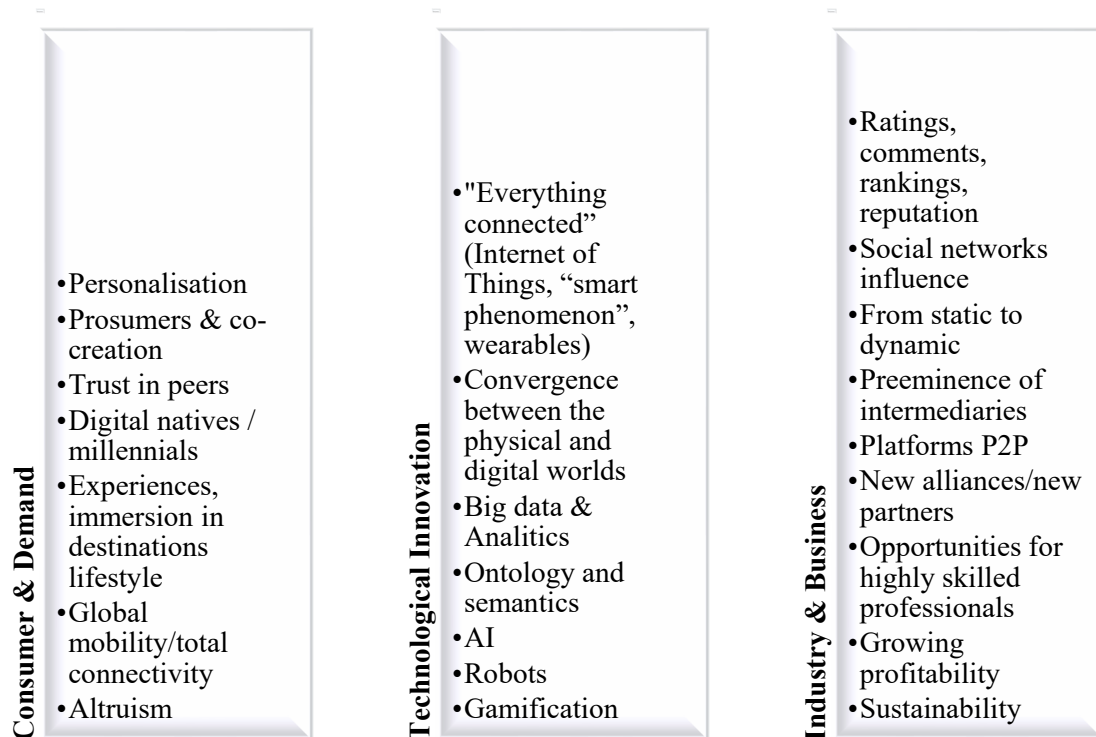 Consumer & Demand
•Personalisation
•Prosumers & co-
creation
•Trust in peers
•Digital natives /
millennials
•Experiences,
immersion in
destinations
lifestyle
•Global
mobility/total
connectivity
•Altruism
Technological Innovation
•"Everything
connected”
(Internet of
Things, “smart
phenomenon”,
wearables)
•Convergence
between the
physical and
digital worlds
•Big data &
Analitics
•Ontology and
semantics
•AI
•Robots
•Gamification
Industry & Business
•Ratings,
comments,
rankings,
reputation
•Social networks
influence
•From static to
dynamic
•Preeminence of
intermediaries
•Platforms P2P
•New alliances/new
partners
•Opportunities for
highly skilled
professionals
•Growing
profitability
•Sustainability